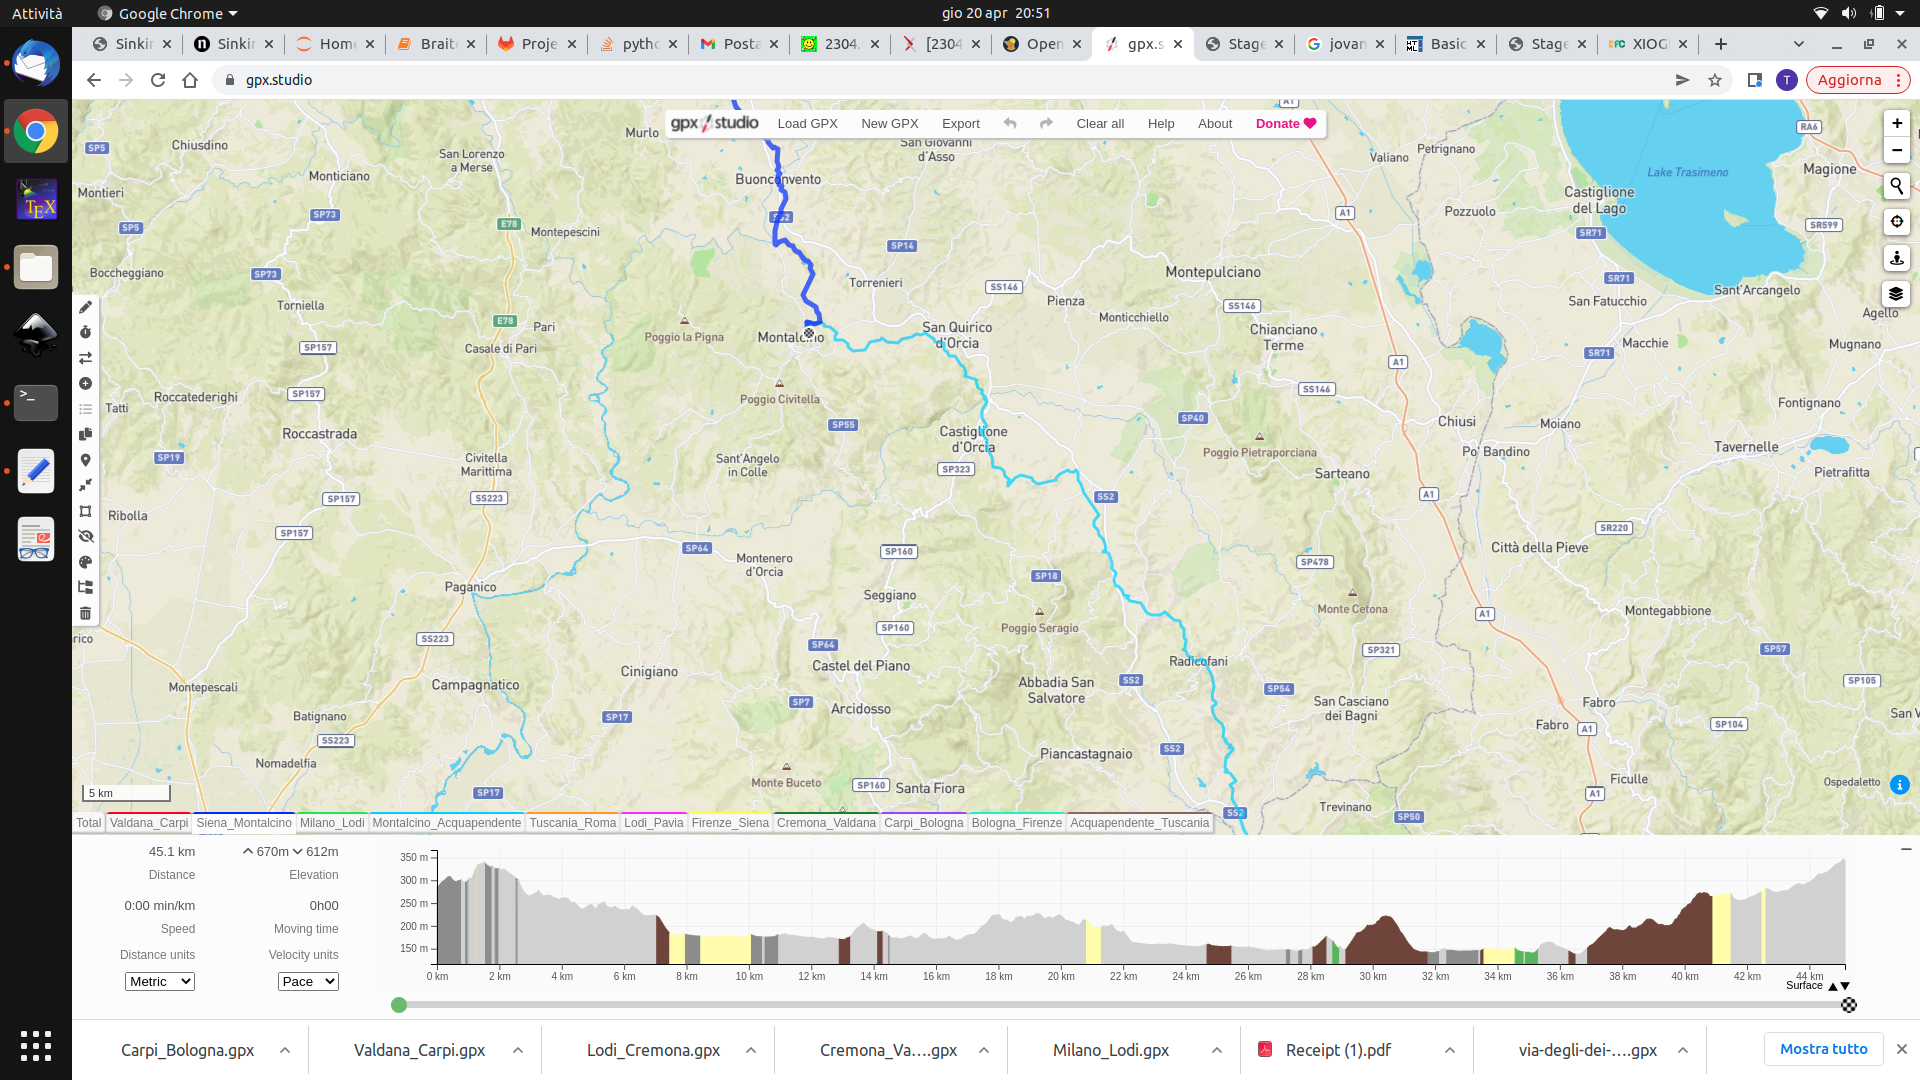 Attività
Google Chrome
gio 20 apr 20:51
Sinkin
Sinkin
Home
Brait
Proje
pytho
Posta
2304.
[2304
Open
gpx.s
Stage
jovan
Basic
Stage
XIOG
gpx.studio
T
Aggiorna
gpx studio
Load GPX
New GPX
Export
Clear all
Help
About
Donate
A1
RA6
Murlo
San Giovanni
d'Asso
Petrignano
Valiano
SP5
Chiusdino
San Lorenzo
a Merse
Magione
Lake Trasimeno
Monticiano
Buonconvento
Montieri
Castiglione
del Lago
SP73
SS2
A1
Pozzuolo
SP5
E78
Montepescini
SP14
SR71
SR599
Boccheggiano
SP73
Montepulciano
SR71
Torrenieri
SS146
Pienza
SS146
San Fatucchio
Sant'Arcangelo
Torniella
E78
Pari
Poggio la Pigna
Montalcino
San Quirico
d'Orcia
Monticchiello
Chianciano
Terme
Agello
SP157
Casale di Pari
A1
SR71
Macchie
Mugnano
SP157
Roccatederighi
Tatti
Poggio Civitella
SS146
Fontignano
SP55
SP40
Chiusi
Moiano
Roccastrada
Castiglione
d'Orcia
Po' Bandino
Tavernelle
SP19
Civitella
Marittima
Sant'Angelo
in Colle
SP323
Poggio Pietraporciana
Sarteano
Pietrafitta
SP157
SS223
SS2
A1
Ribolla
SP157
SR220
SP64
Montenero
d'Orcia
SP160
SP478
Città della Pieve
Paganico
SP18
Seggiano
Monte Cetona
A1
Montegabbione
SS223
SP160
Poggio Seragio
SP64
SP321
SP57
Cinigiano
Castel del Piano
Radicofani
Montepescali
Campagnatico
Abbadia San
Salvatore
SS2
SP54
SP105
SP7
Arcidosso
San Casciano
dei Bagni
Fabro
Batignano
SP17
Fabro
A1
SP104
SS223
Piancastagnaio
SS2
Nomadelfia
Monte Buceto
SP160
Santa Fiora
Ficulle
Ospedaletto
5 km
SP17
A1
Trevinano
SS2
SP50
Total
Valdana_Carpi
Siena_Montalcino
Milano_Lodi
Montalcino_Acquapendente
Tuscania_Roma
Lodi_Pavia
Firenze_Siena
Cremona_Valdana
Carpi_Bologna
Bologna_Firenze
Acquapendente_Tuscania
45.1 km
670m 612m
Distance
Elevation
0:00 min/km
0h00
Speed
Moving time
Distance units
Velocity units
Metric
Pace
350 m
300 m
250 m
200 m
150 m
0 km 2 km 4 km 6 km 8 km 10 km 12 km 14 km 16 km 18 km 20 km 22 km 24 km 26 km 28 km 30 km 32 km 34 km 36 km 38 km 40 km 42 km 44 km
Surface
Carpi_Bologna.gpx
Valdana_Carpi.gpx
Lodi_Cremona.gpx
Cremona_Va....gpx
Milano_Lodi.gpx
Receipt (1).pdf
via-degli-dei-....gpx
Mostra tutto